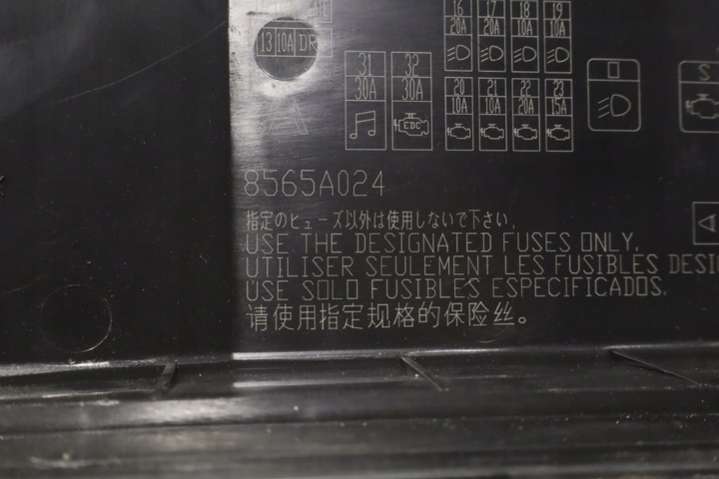 16 17 18 19
20A 20A 10A 10A
13 10A DR
31 32
30A 30A
20 21 22 23
10A 10A 20A 15A
EDC
S
8565A024
指定のヒューズ以外は使用しないで下さい。
USE THE DESIGNATED FUSES ONLY.
UTILISER SEULEMENT LES FUSIBLES DESI
USE SOLO FUSIBLES ESPECIFICADOS.
请使用指定规格的保险丝。